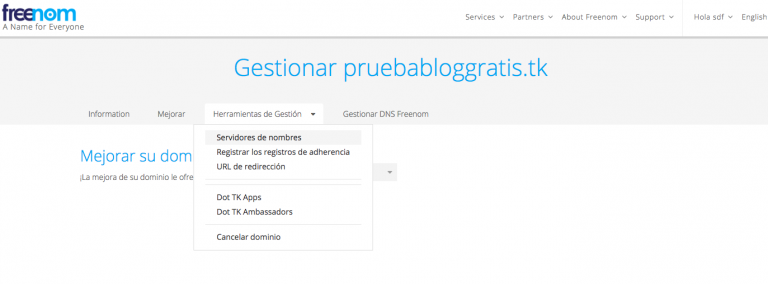 freenom
A Name for Everyone
Services
Partners
About Freenom
Support
Hola sdf
English
Gestionar pruebabloggratis.tk
Information
Mejorar
Herramientas de Gestión
Gestionar DNS Freenom
Servidores de nombres
Registrar los registros de adherencia
URL de redirección
Dot TK Apps
Dot TK Ambassadors
Cancelar dominio
Mejorar su dom
¡La mejora de su dominio le ofre